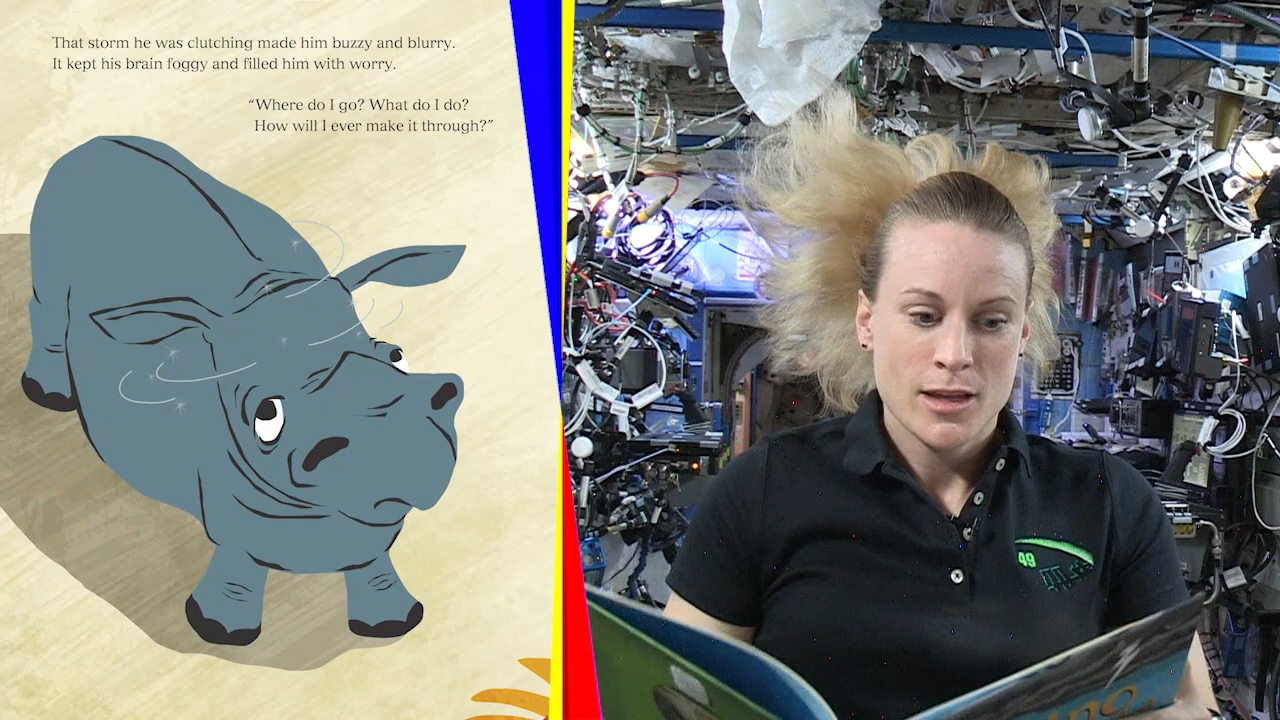 That storm he was clutching made him buzzy and blurry.
It kept his brain foggy and filled him with worry.
“Where do I go? What do I do?
How will I ever make it through?”
49